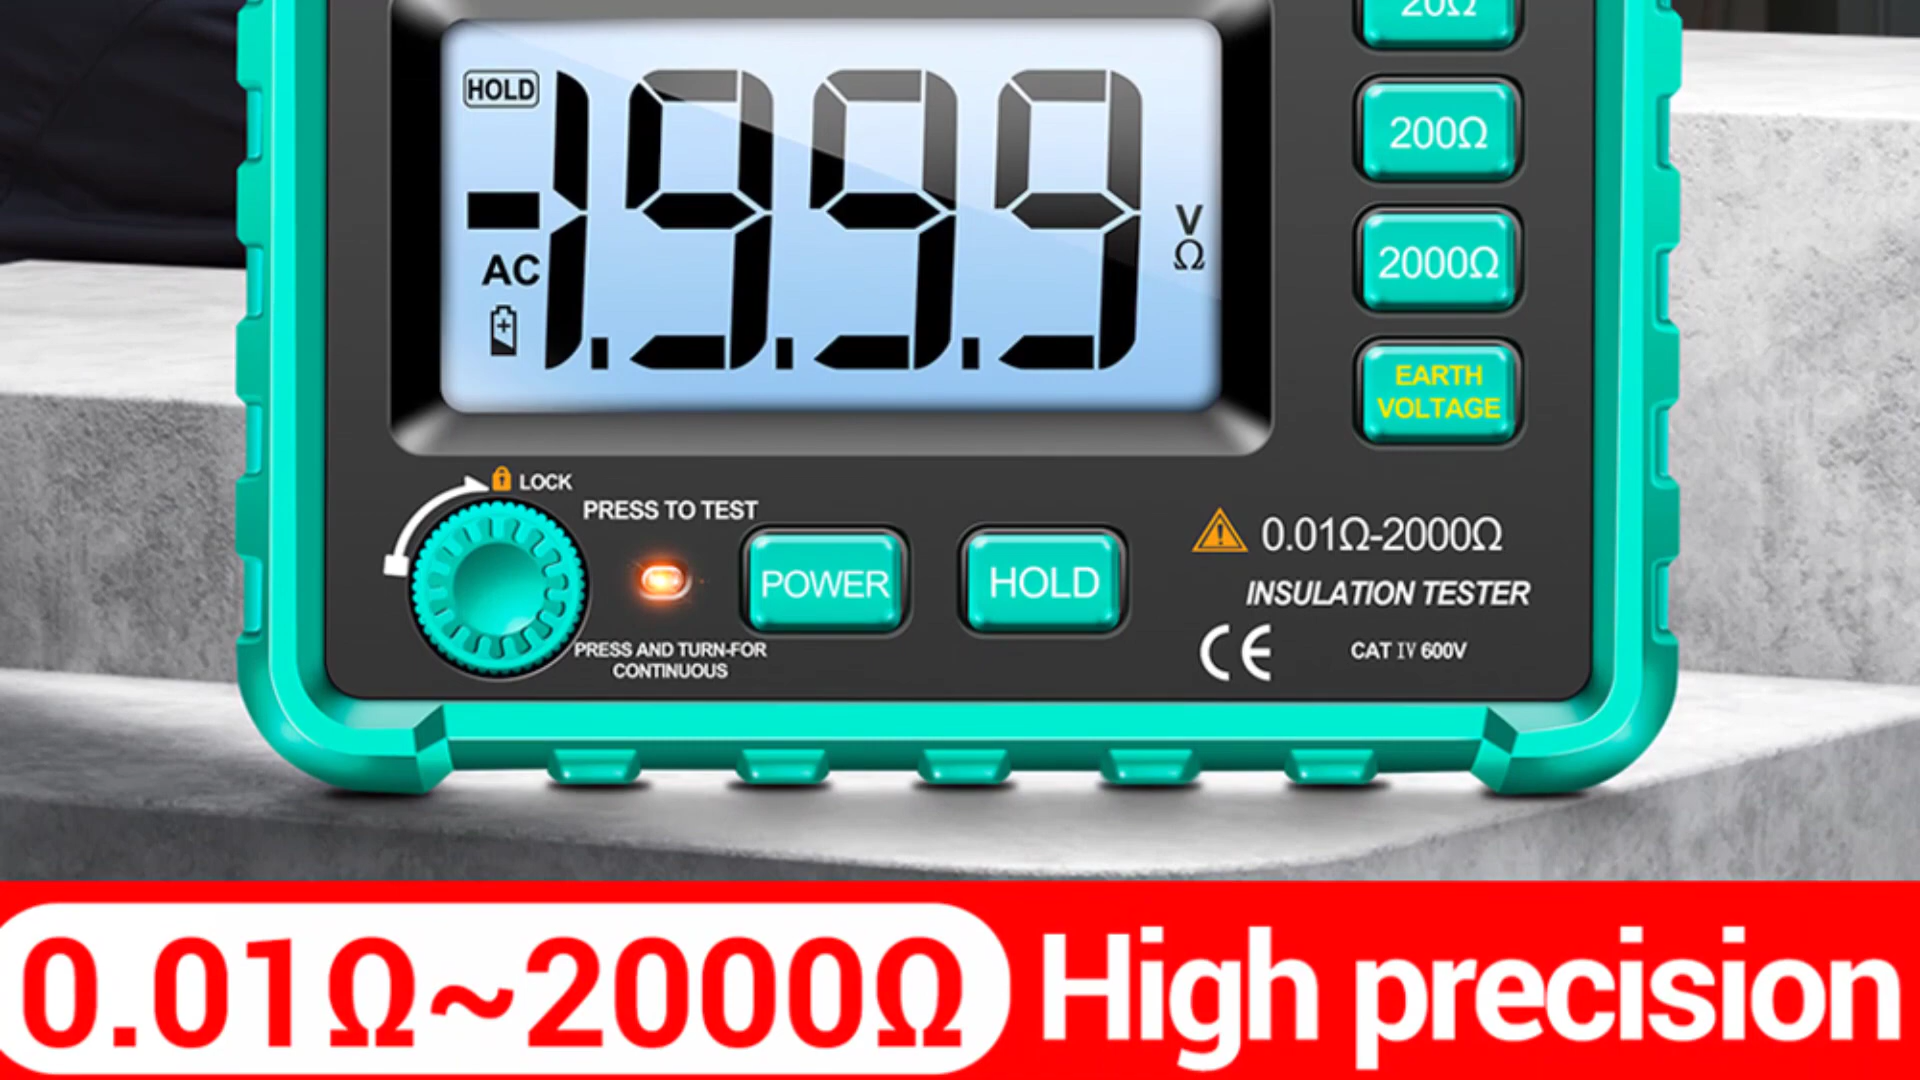 20Ω
HOLD
-1.9.9.9
V
Ω
AC
200Ω
2000Ω
EARTH
VOLTAGE
LOCK
PRESS TO TEST
POWER
HOLD
PRESS AND TURN-FOR
CONTINUOUS
0.01Ω-2000Ω
INSULATION TESTER
CE
CAT IV 600V
0.01Ω~2000Ω
High precision